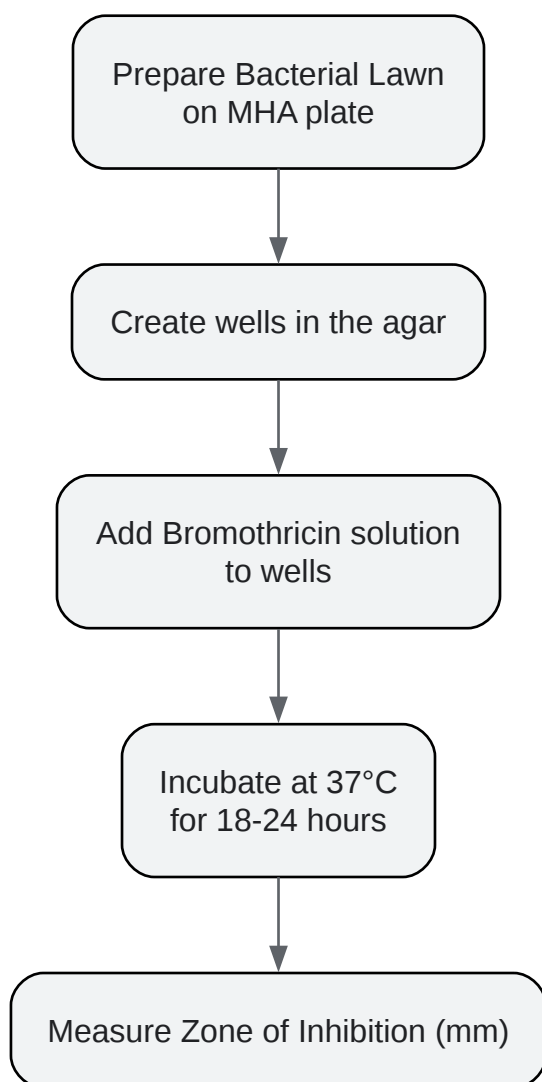 Prepare Bacterial Lawn
on MHA plate
Create wells in the agar
Add Bromothricin solution
to wells
Incubate at 37°C
for 18-24 hours
Measure Zone of Inhibition (mm)